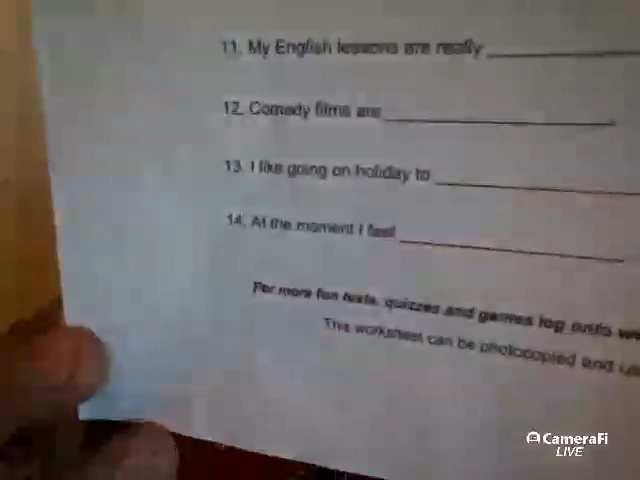 11. My English lessons are really
12. Comedy films are
13. I like going on holiday to
14. At the moment I feel
For more fun tests, quizzes and games log onto
This worksheet can be photocopied and
CameraFi
LIVE